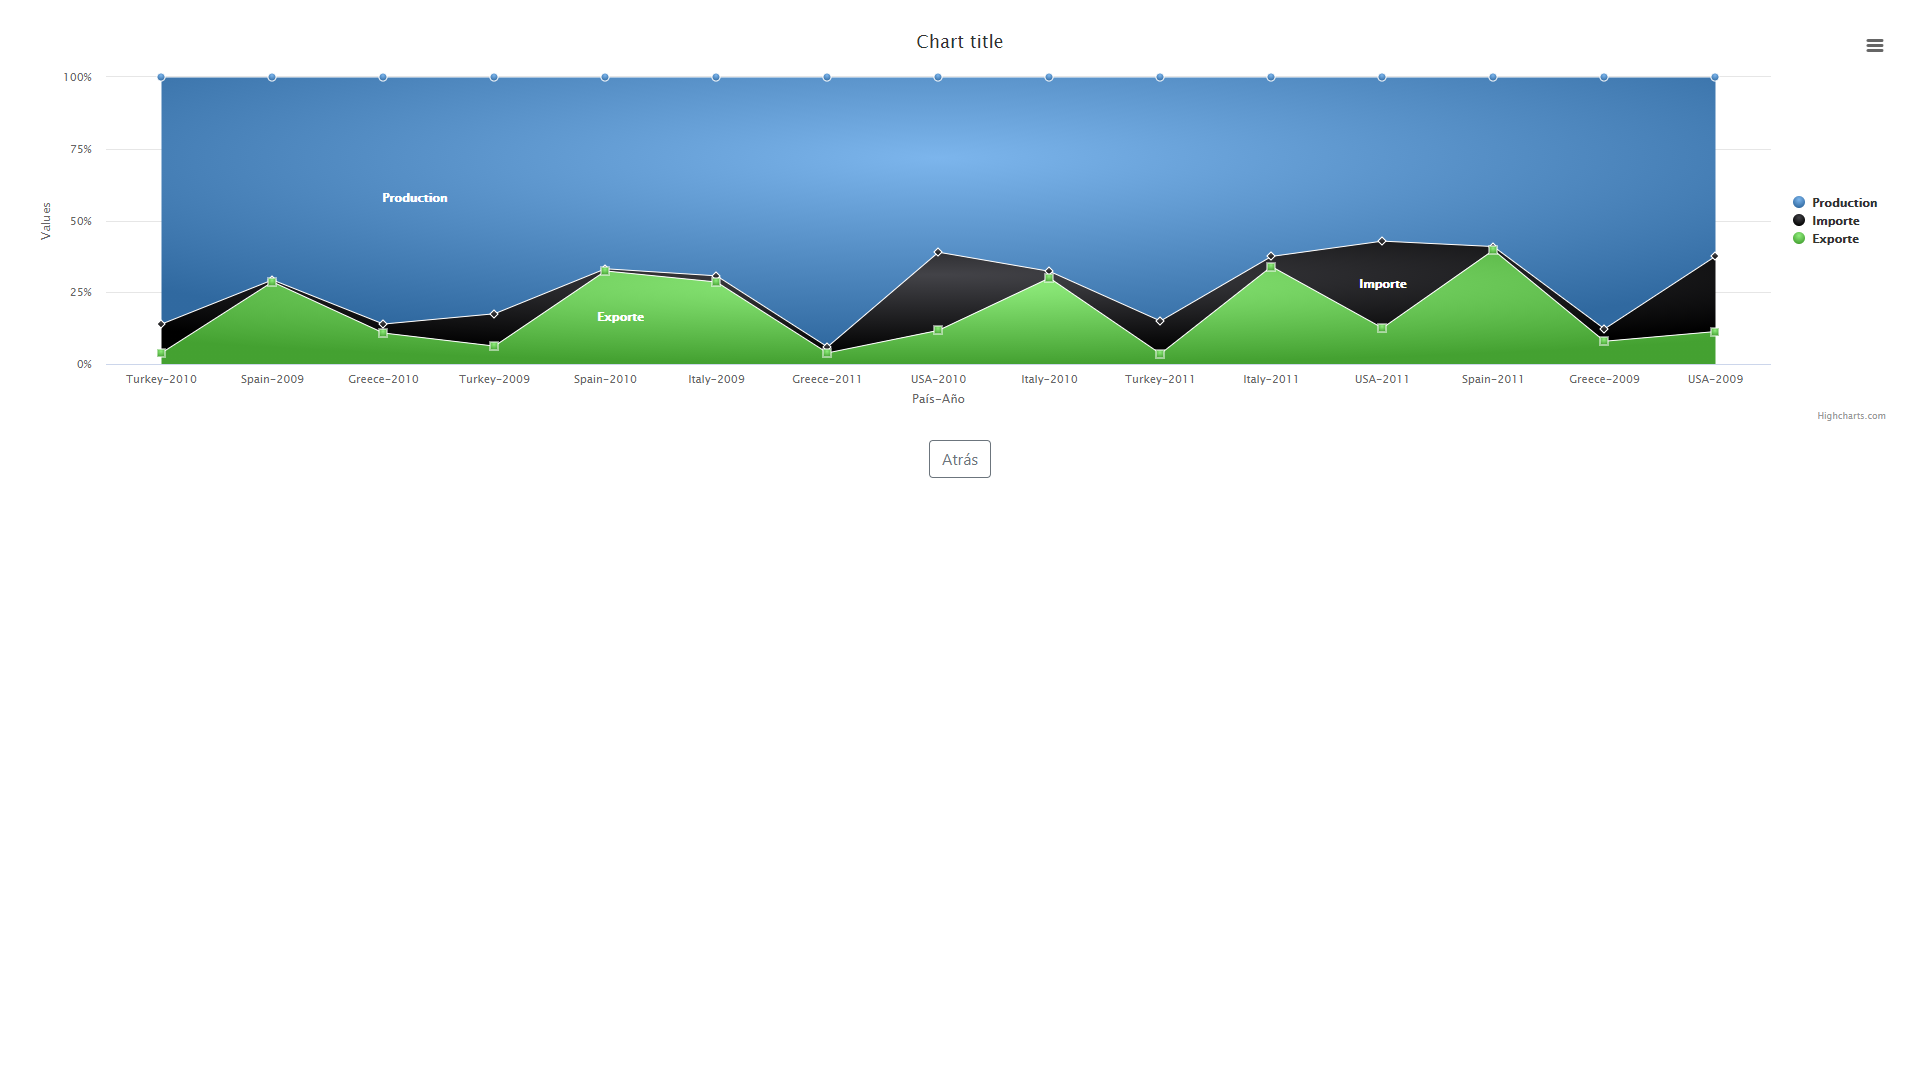 Chart title
100%
75%
50%
25%
0%
Values
Production
Exporte
Importe
Production
Importe
Exporte
Turkey-2010 Spain-2009 Greece-2010 Turkey-2009 Spain-2010 Italy-2009 Greece-2011 USA-2010 Italy-2010 Turkey-2011 Italy-2011 USA-2011 Spain-2011 Greece-2009 USA-2009
País-Año
Highcharts.com
Atrás